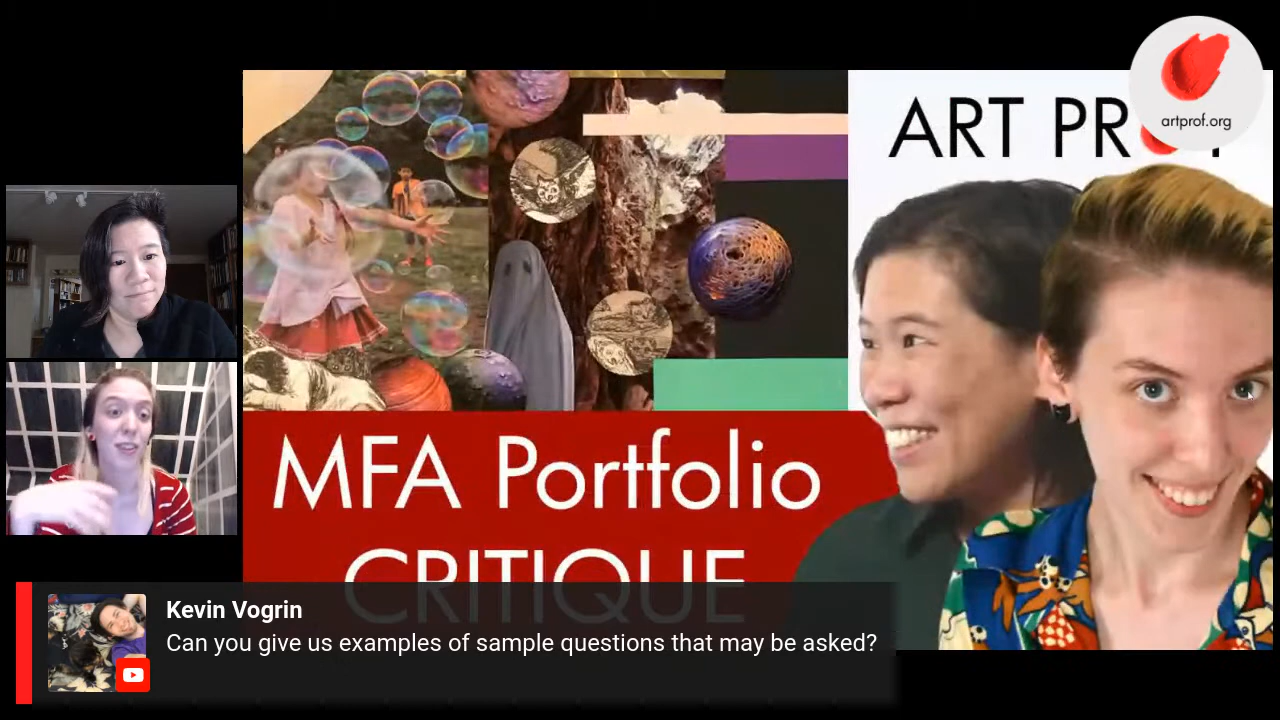 artprof.org
ART PROF
MFA Portfolio
CRITIQUE
Kevin Vogrin
Can you give us examples of sample questions that may be asked?